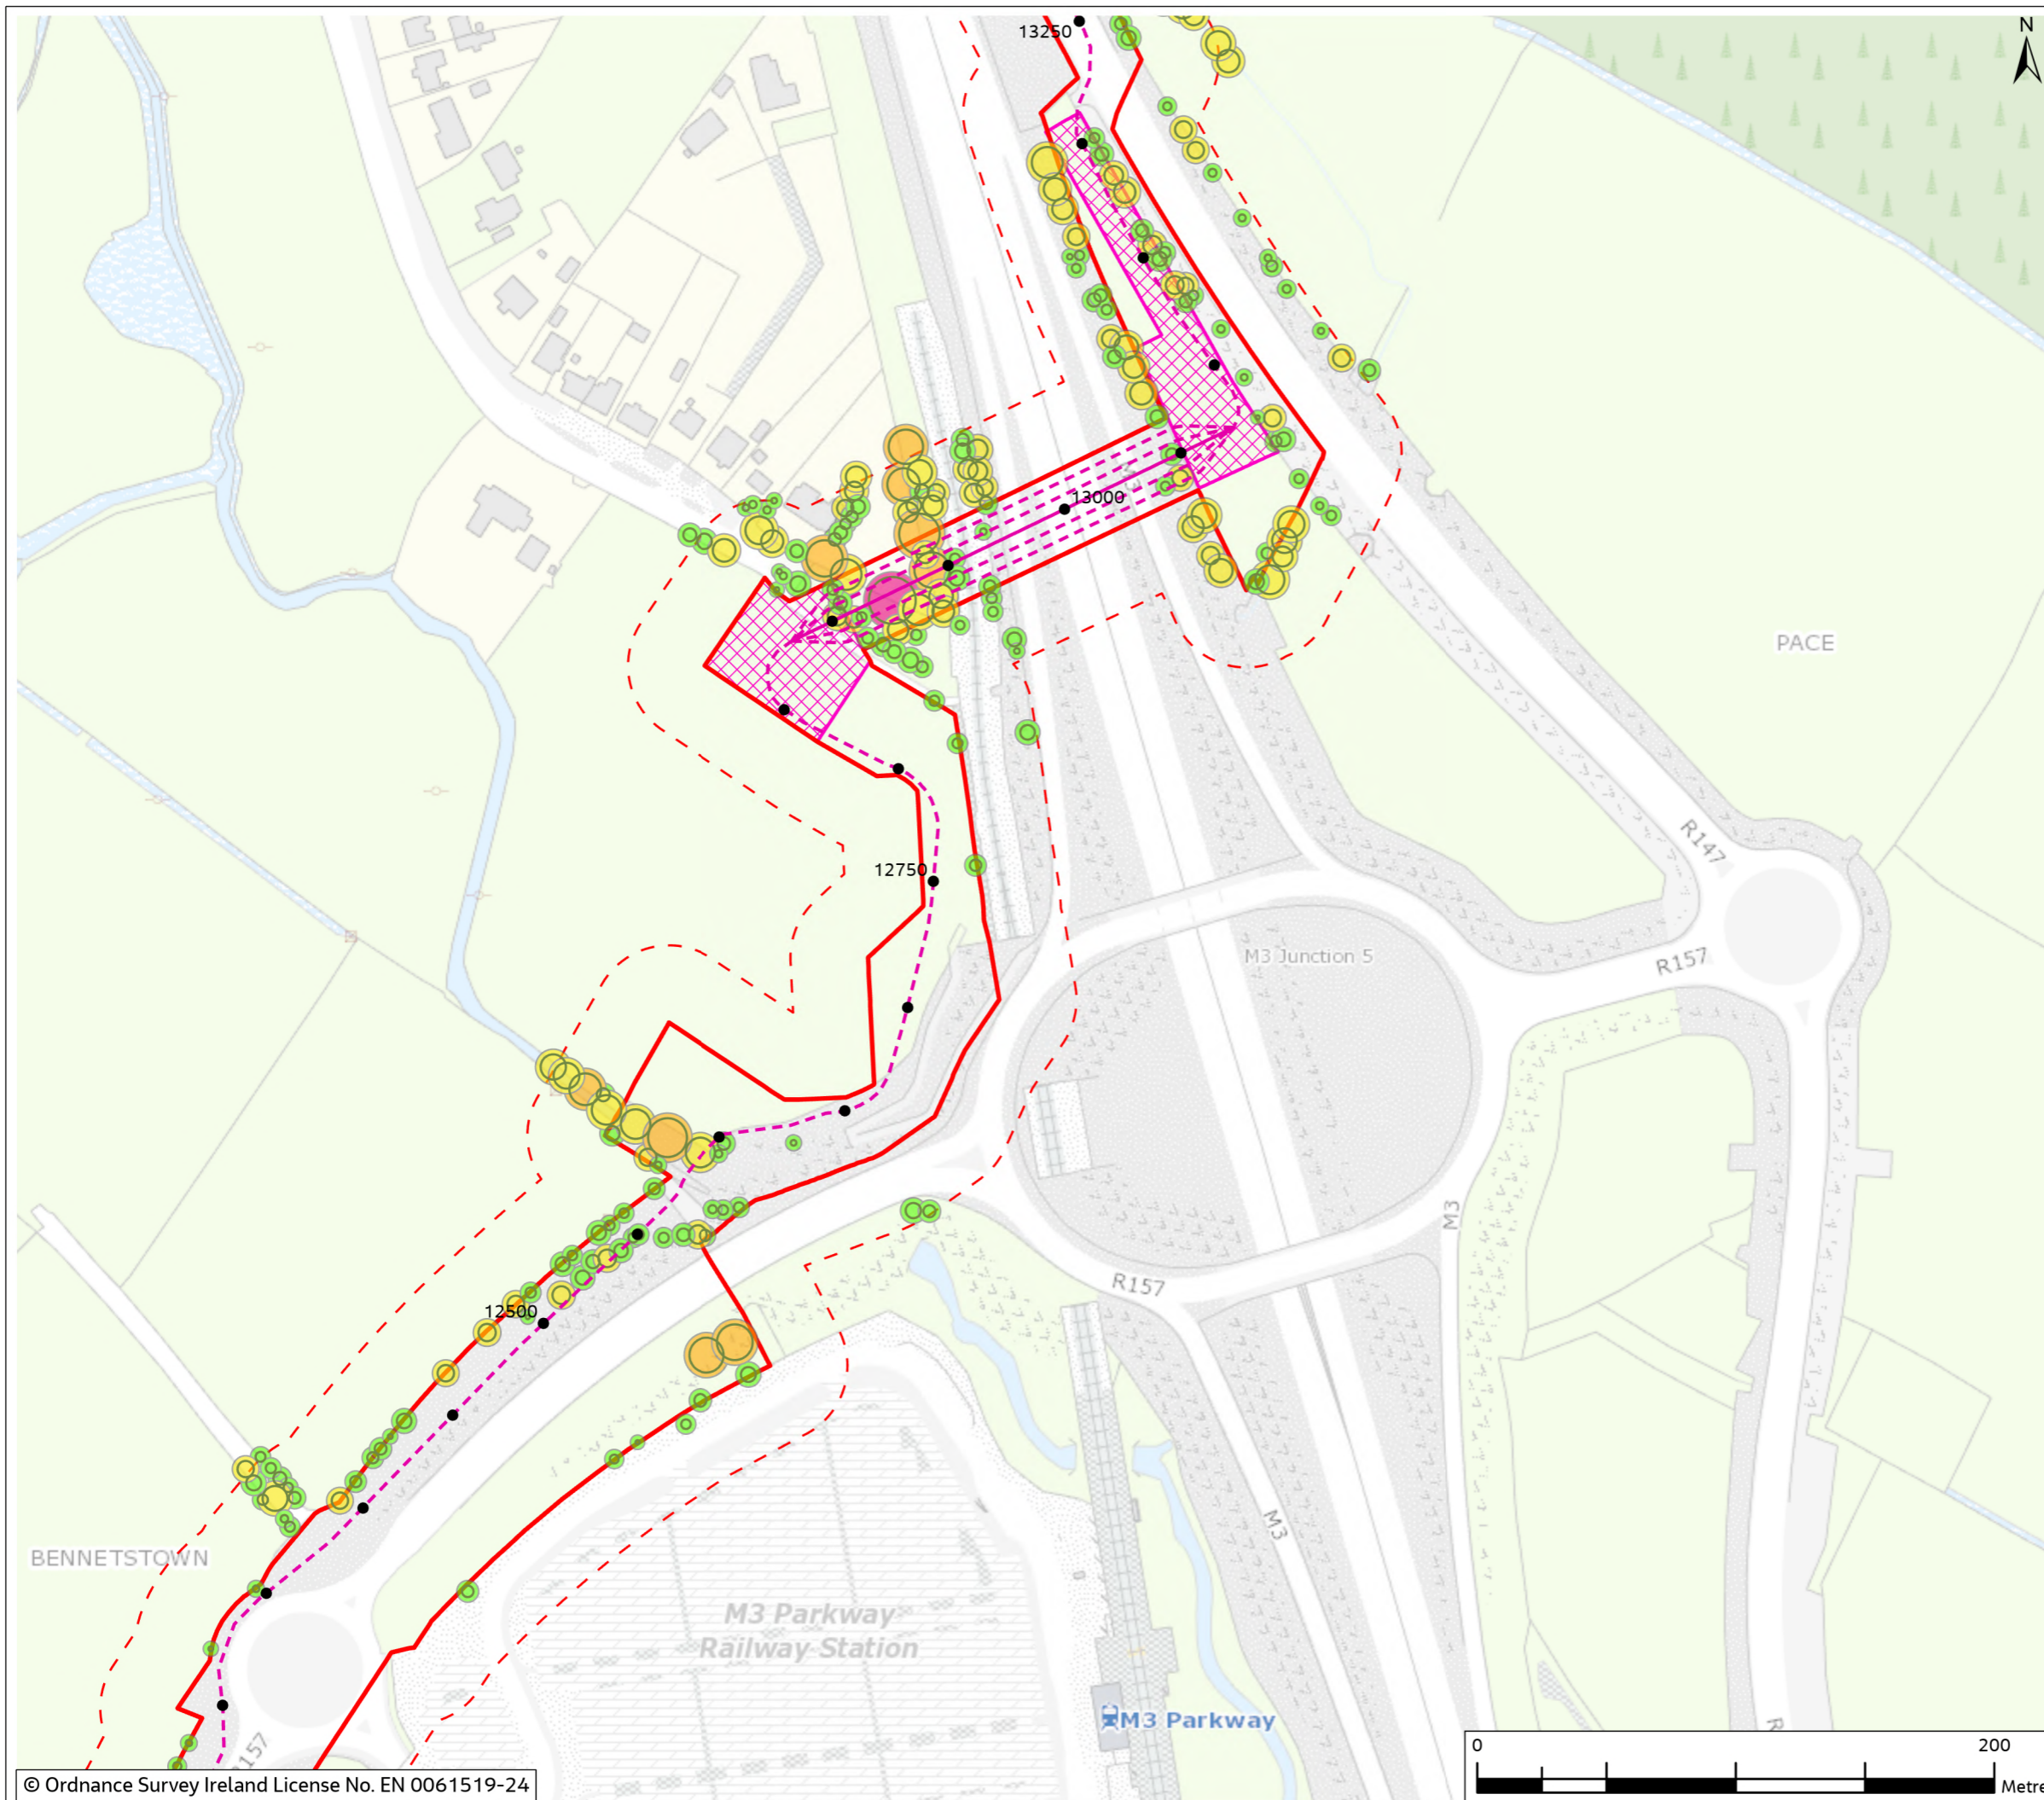 13250
N
13000
PACE
R147
12750
M3 Junction 5
R157
M3
R157
12500
M3
BENNETSTOWN
M3 Parkway
Railway Station
M3 Parkway
0 200
Metre
© Ordnance Survey Ireland License No. EN 0061519-24